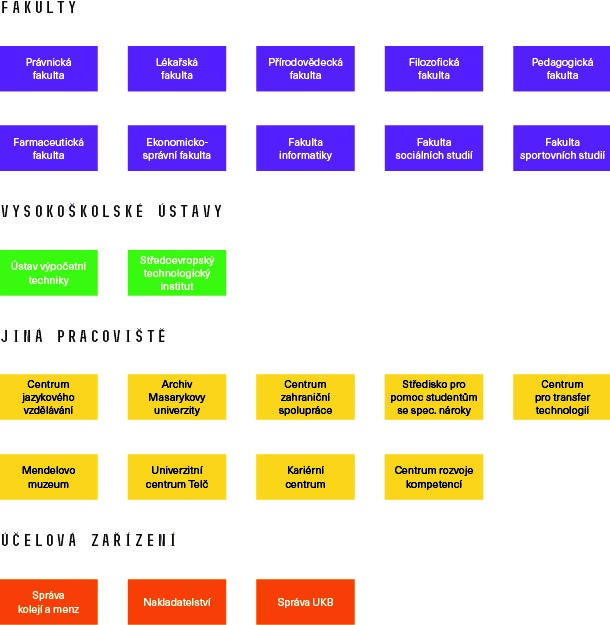 FAKULTY
Právnická
fakulta
Lékařská
fakulta
Přírodovědecká
fakulta
Filozofická
fakulta
Pedagogická
fakulta
Farmaceutická
fakulta
Ekonomicko-
správní fakulta
Fakulta
informatiky
Fakulta
sociálních studií
Fakulta
sportovních studií
VYSOKOŠKOLSKÉ ÚSTAVY
Ústav výpočetní
techniky
Středoevropský
technologický
institut
JINÁ PRACOVIŠTĚ
Centrum
jazykového
vzdělávání
Archiv
Masarykovy
univerzity
Centrum
zahraniční
spolupráce
Středisko pro
pomoc studentům
se spec. nároky
Centrum
pro transfer
technologií
Mendelovo
muzeum
Univerzitní
centrum Telč
Kariérní
centrum
Centrum rozvoje
kompetencí
ÚČELOVÁ ZAŘÍZENÍ
Správa
kolejí a menz
Nakladatelství
Správa UKB